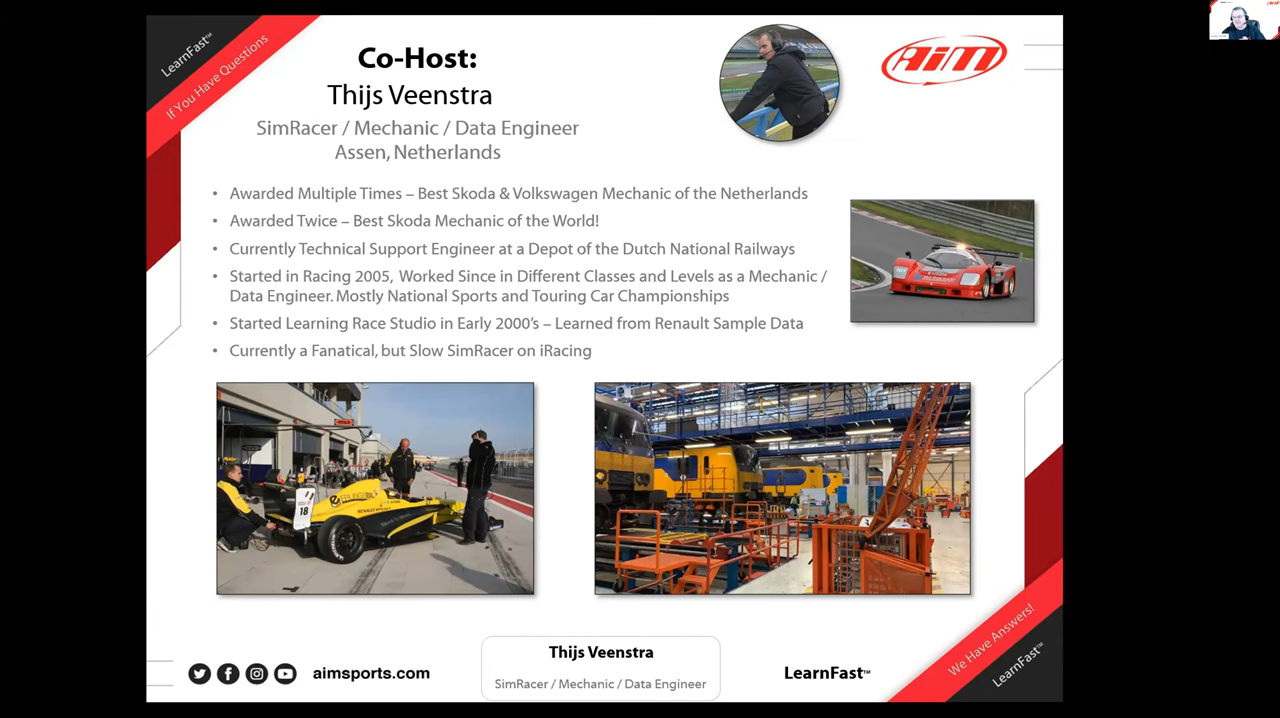 LearnFast™
If You Have Questions
Co-Host:
Thijs Veenstra
SimRacer / Mechanic / Data Engineer
Assen, Netherlands
AiM
• Awarded Multiple Times – Best Skoda & Volkswagen Mechanic of the Netherlands
• Awarded Twice – Best Skoda Mechanic of the World!
• Currently Technical Support Engineer at a Depot of the Dutch National Railways
• Started in Racing 2005, Worked Since in Different Classes and Levels as a Mechanic /
Data Engineer. Mostly National Sports and Touring Car Championships
• Started Learning Race Studio in Early 2000's – Learned from Renault Sample Data
• Currently a Fanatical, but Slow SimRacer on iRacing
18
aimsports.com
Thijs Veenstra
SimRacer / Mechanic / Data Engineer
LearnFast™
We Have Answers!
LearnFast™